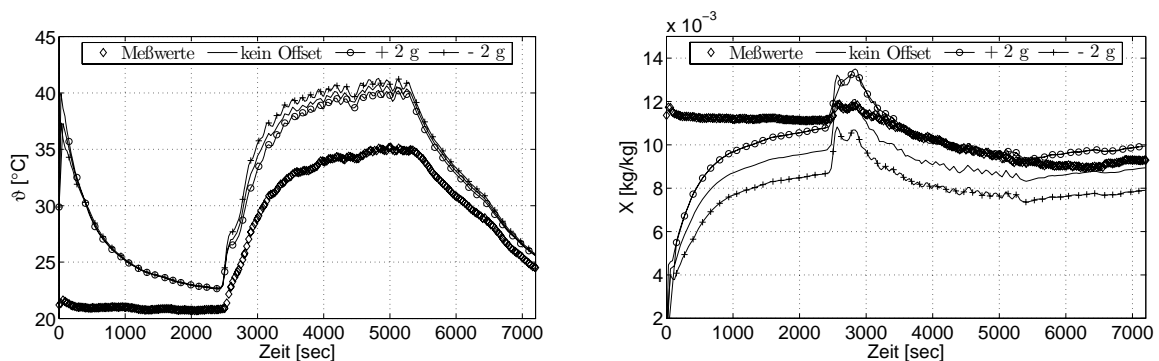 45
40
35
30
25
20
ϑ [°C]
Meßwerte kein Offset + 2 g - 2 g
0 1000 2000 3000 4000 5000 6000 7000
Zeit [sec]
x 10⁻³
14
12
10
8
6
4
2
X [kg/kg]
Meßwerte kein Offset + 2 g - 2 g
0 1000 2000 3000 4000 5000 6000 7000
Zeit [sec]